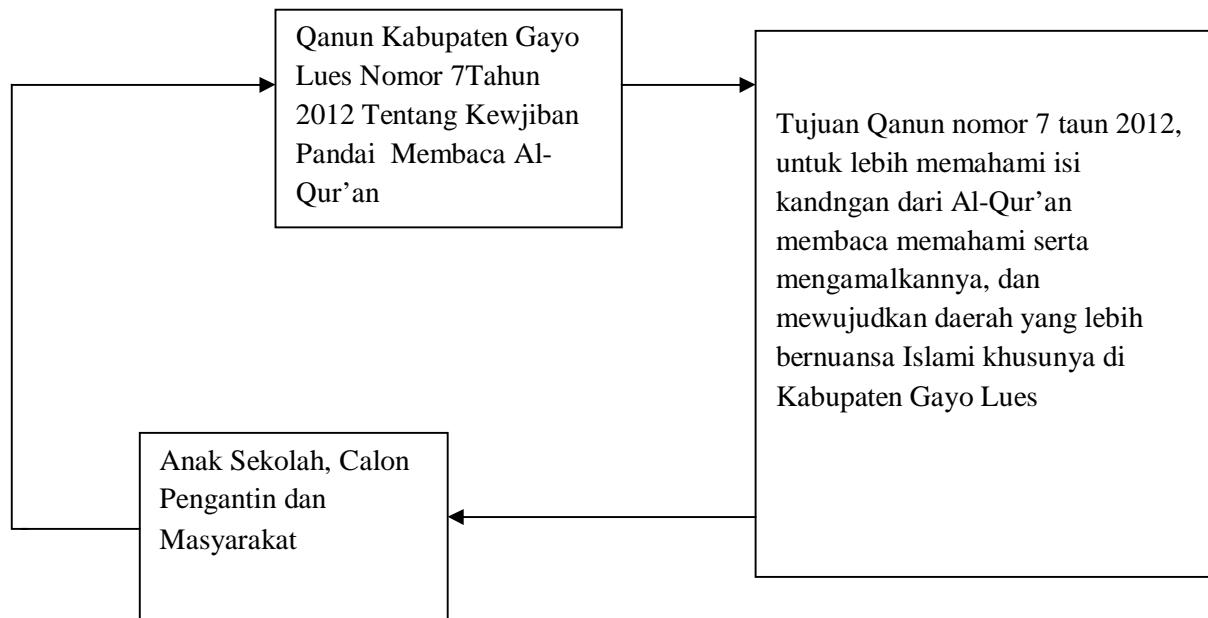 Qanun Kabupaten Gayo
Lues Nomor 7Tahun
2012 Tentang Kewjiban
Pandai Membaca Al-
Qur’an
Tujuan Qanun nomor 7 taun 2012,
untuk lebih memahami isi
kandngan dari Al-Qur’an
membaca memahami serta
mengamalkannya, dan
mewujudkan daerah yang lebih
bernuansa Islami khusunya di
Kabupaten Gayo Lues
Anak Sekolah, Calon
Pengantin dan
Masyarakat